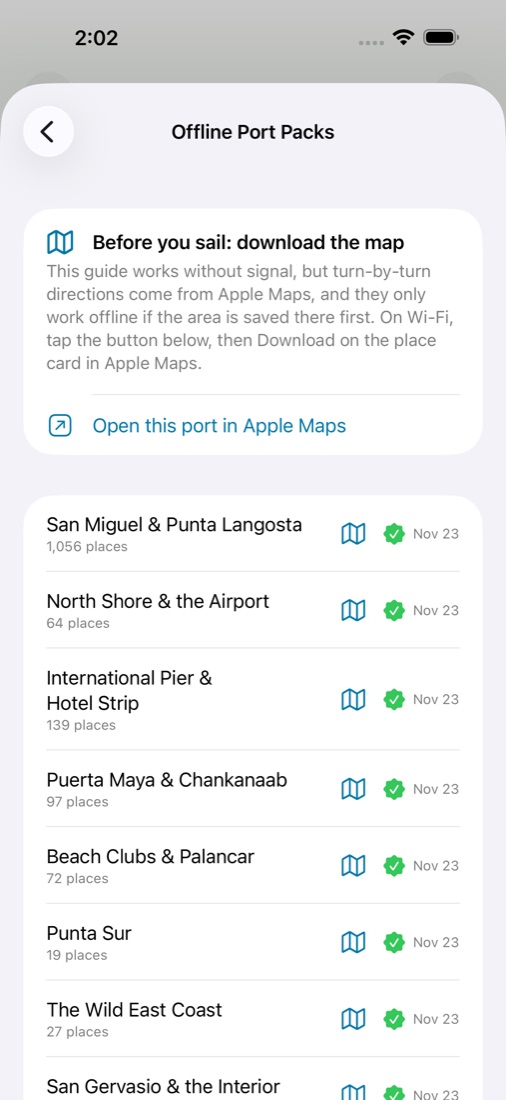 2:02
Offline Port Packs
Before you sail: download the map
This guide works without signal, but turn-by-turn
directions come from Apple Maps, and they only
work offline if the area is saved there first. On Wi-Fi,
tap the button below, then Download on the place
card in Apple Maps.
Open this port in Apple Maps
San Miguel & Punta Langosta
1,056 places
Nov 23
North Shore & the Airport
64 places
Nov 23
International Pier &
Hotel Strip
139 places
Nov 23
Puerta Maya & Chankanaab
97 places
Nov 23
Beach Clubs & Palancar
72 places
Nov 23
Punta Sur
19 places
Nov 23
The Wild East Coast
27 places
Nov 23
San Gervasio & the Interior
Nov 23